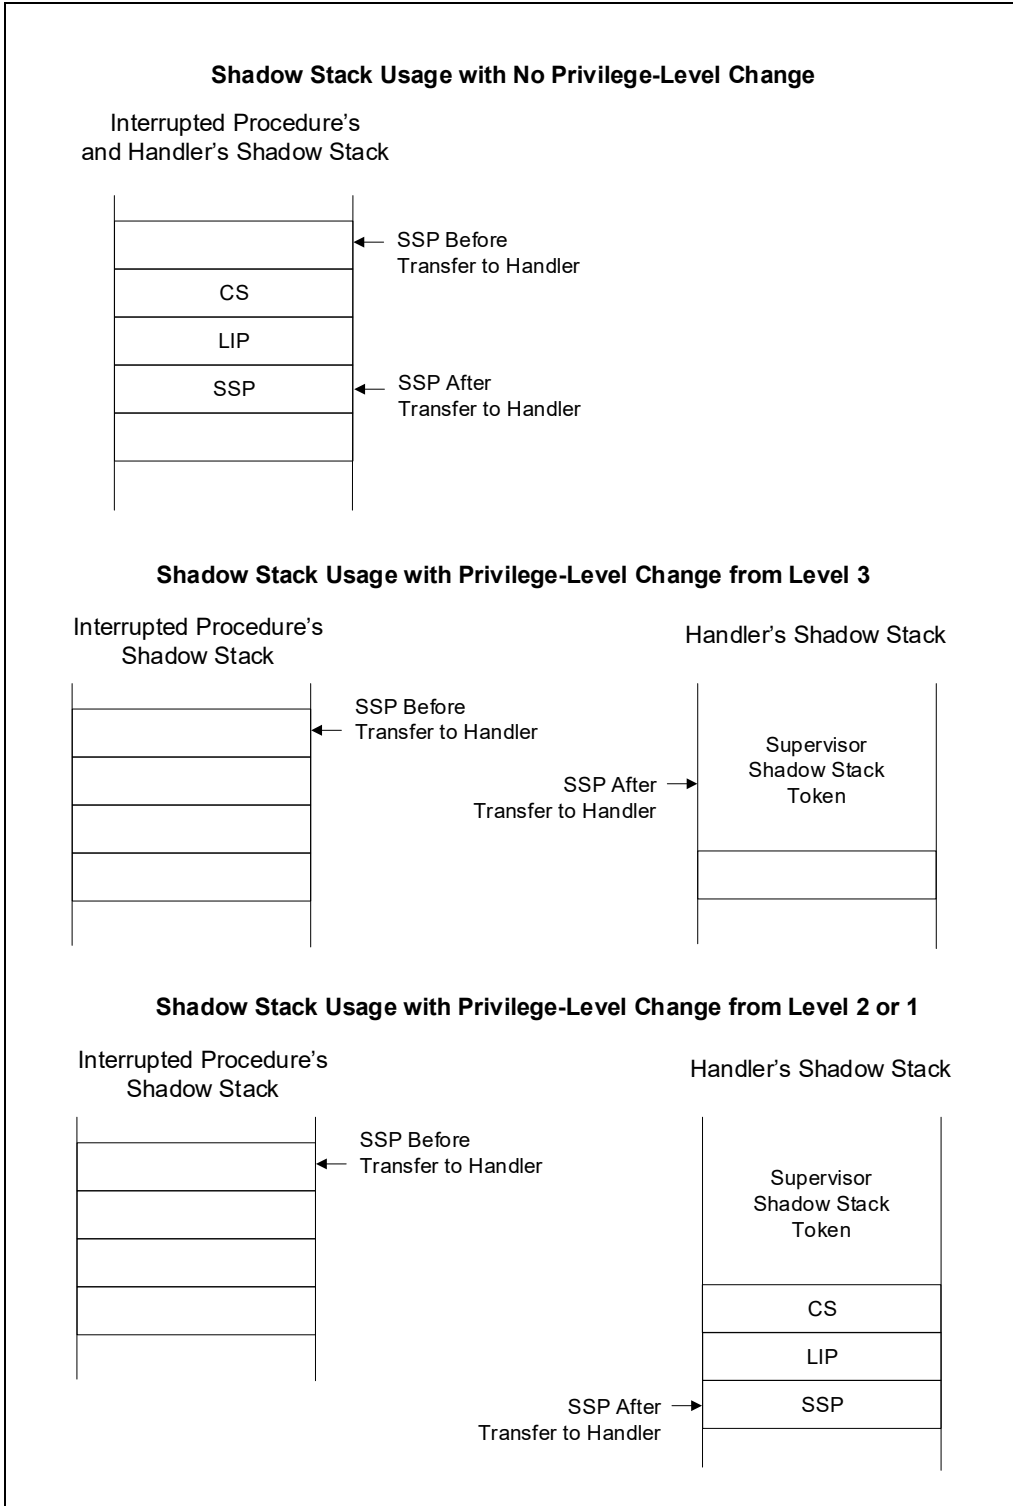 Shadow Stack Usage with No Privilege-Level Change
Interrupted Procedure's
and Handler's Shadow Stack
SSP Before
Transfer to Handler
CS
LIP
SSP
SSP After
Transfer to Handler
Shadow Stack Usage with Privilege-Level Change from Level 3
Interrupted Procedure's
Shadow Stack
Handler's Shadow Stack
SSP Before
Transfer to Handler
Supervisor
Shadow Stack
Token
SSP After
Transfer to Handler
Shadow Stack Usage with Privilege-Level Change from Level 2 or 1
Interrupted Procedure's
Shadow Stack
Handler's Shadow Stack
SSP Before
Transfer to Handler
Supervisor
Shadow Stack
Token
CS
LIP
SSP
SSP After
Transfer to Handler